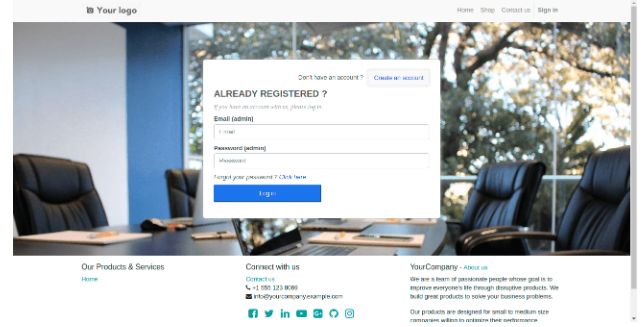 Your logo
Home Shop Contact us Sign in
Don't have an account ? Create an account
ALREADY REGISTERED ?
If you have an account with us, please log in.
Email (admin)
Email
Password (admin)
Password
Forgot your password ? Click here
Log in
Our Products & Services
Home
Connect with us
Contact us
+1 555 123 8069
info@yourcompany.example.com
YourCompany - About us
We are a team of passionate people whose goal is to
improve everyone's life through disruptive products. We
build great products to solve your business problems.
Our products are designed for small to medium size
companies willing to optimize their performance.